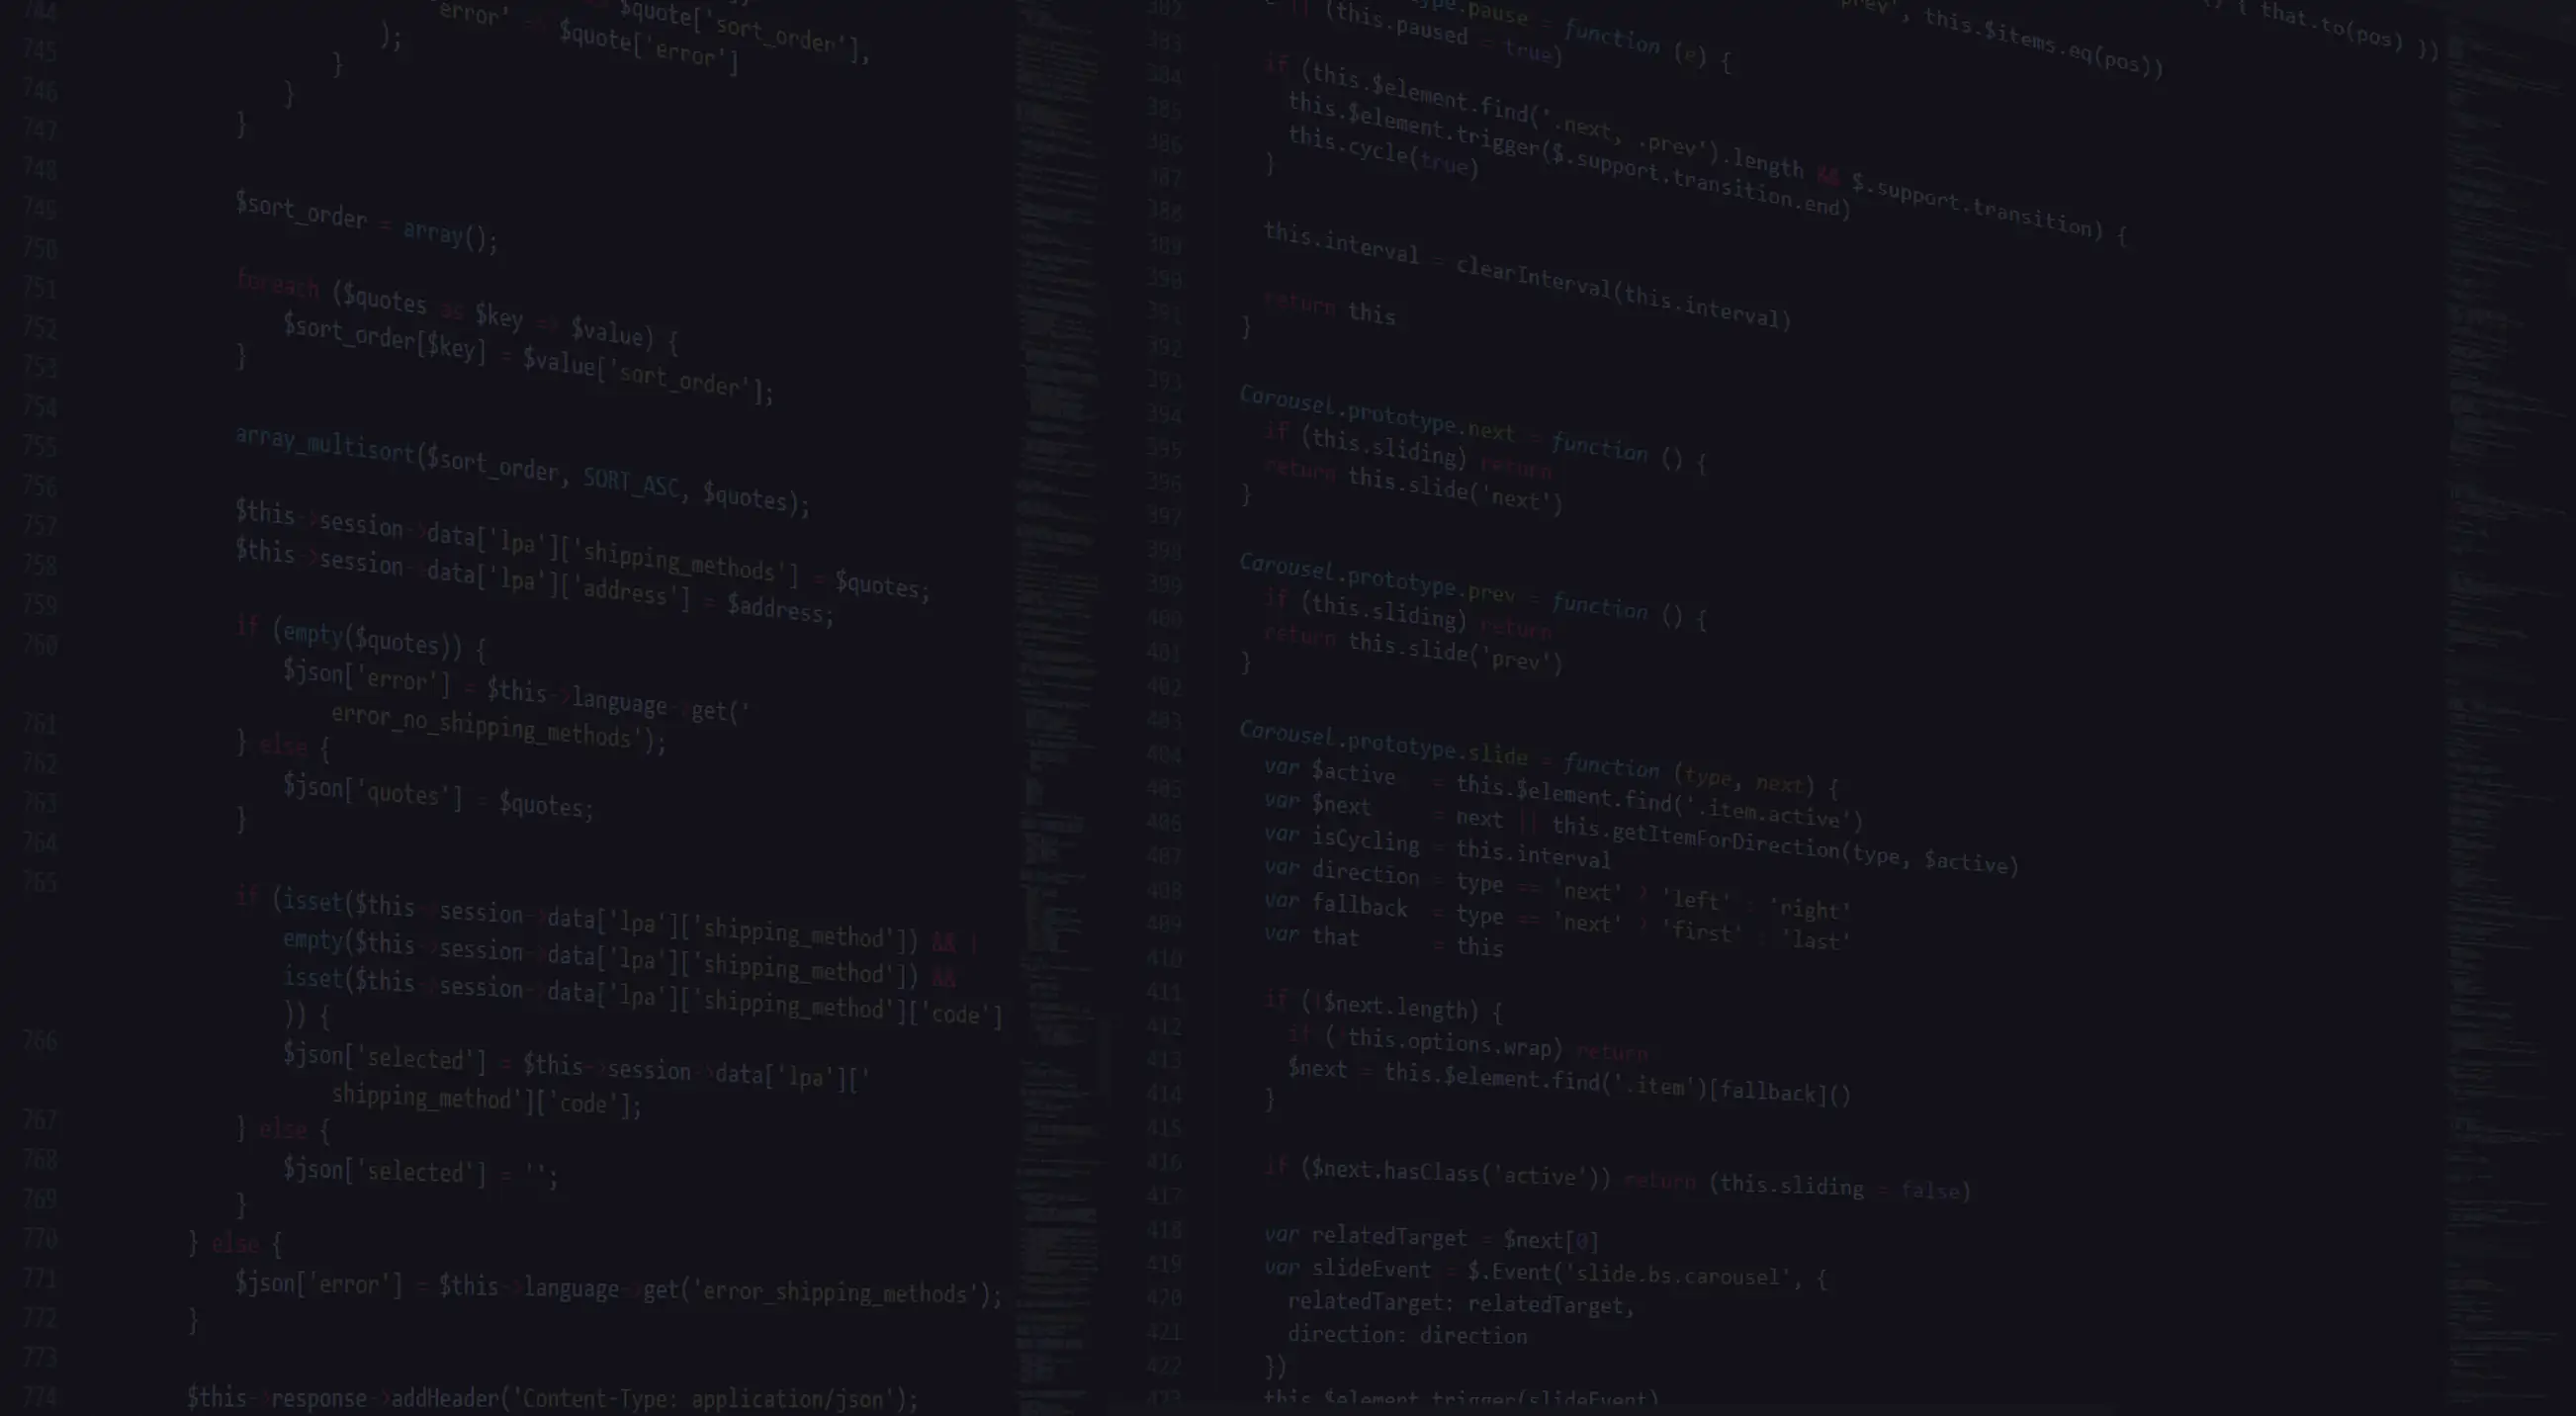 744
745
746
747
748
749
750
751
752
753
754
755
756
757
758
759
760
761
762
763
764
765
766
767
768
769
770
771
772
773
774
$quote['sort_order'],
'error' => $quote['error']
);
}
}
}
$sort_order = array();
foreach ($quotes as $key => $value) {
$sort_order[$key] = $value['sort_order'];
}
array_multisort($sort_order, SORT_ASC, $quotes);
$this->session->data['lpa']['shipping_methods'] = $quotes;
$this->session->data['lpa']['address'] = $address;
if (empty($quotes)) {
$json['error'] = $this->language->get('
error_no_shipping_methods');
} else {
$json['quotes'] = $quotes;
}
if (isset($this->session->data['lpa']['shipping_method']) && !
empty($this->session->data['lpa']['shipping_method']) &&
isset($this->session->data['lpa']['shipping_method']['code']
)) {
$json['selected'] = $this->session->data['lpa']['
shipping_method']['code'];
} else {
$json['selected'] = '';
}
} else {
$json['error'] = $this->language->get('error_shipping_methods');
}
$this->response->addHeader('Content-Type: application/json');
382
383
384
385
386
387
388
389
390
391
392
393
394
395
396
397
398
399
400
401
402
403
404
405
406
407
408
409
410
411
412
413
414
415
416
417
418
419
420
421
422
423
', this.$items.eq(pos))
{ that.to(pos) })
.pause = function (e) {
|| (this.paused = true)
if (this.$element.find('.next, .prev').length && $.support.transition) {
this.$element.trigger($.support.transition.end)
this.cycle(true)
}
this.interval = clearInterval(this.interval)
return this
}
Carousel.prototype.next = function () {
if (this.sliding) return
return this.slide('next')
}
Carousel.prototype.prev = function () {
if (this.sliding) return
return this.slide('prev')
}
Carousel.prototype.slide = function (type, next) {
var $active = this.$element.find('.item.active')
var $next = next || this.getItemForDirection(type, $active)
var isCycling = this.interval
var direction = type == 'next' ? 'left' : 'right'
var fallback = type == 'next' ? 'first' : 'last'
var that = this
if (!$next.length) {
if (!this.options.wrap) return
$next = this.$element.find('.item')[fallback]()
}
if ($next.hasClass('active')) return (this.sliding = false)
var relatedTarget = $next[0]
var slideEvent = $.Event('slide.bs.carousel', {
relatedTarget: relatedTarget,
direction: direction
})
this.$element.trigger(slideEvent)